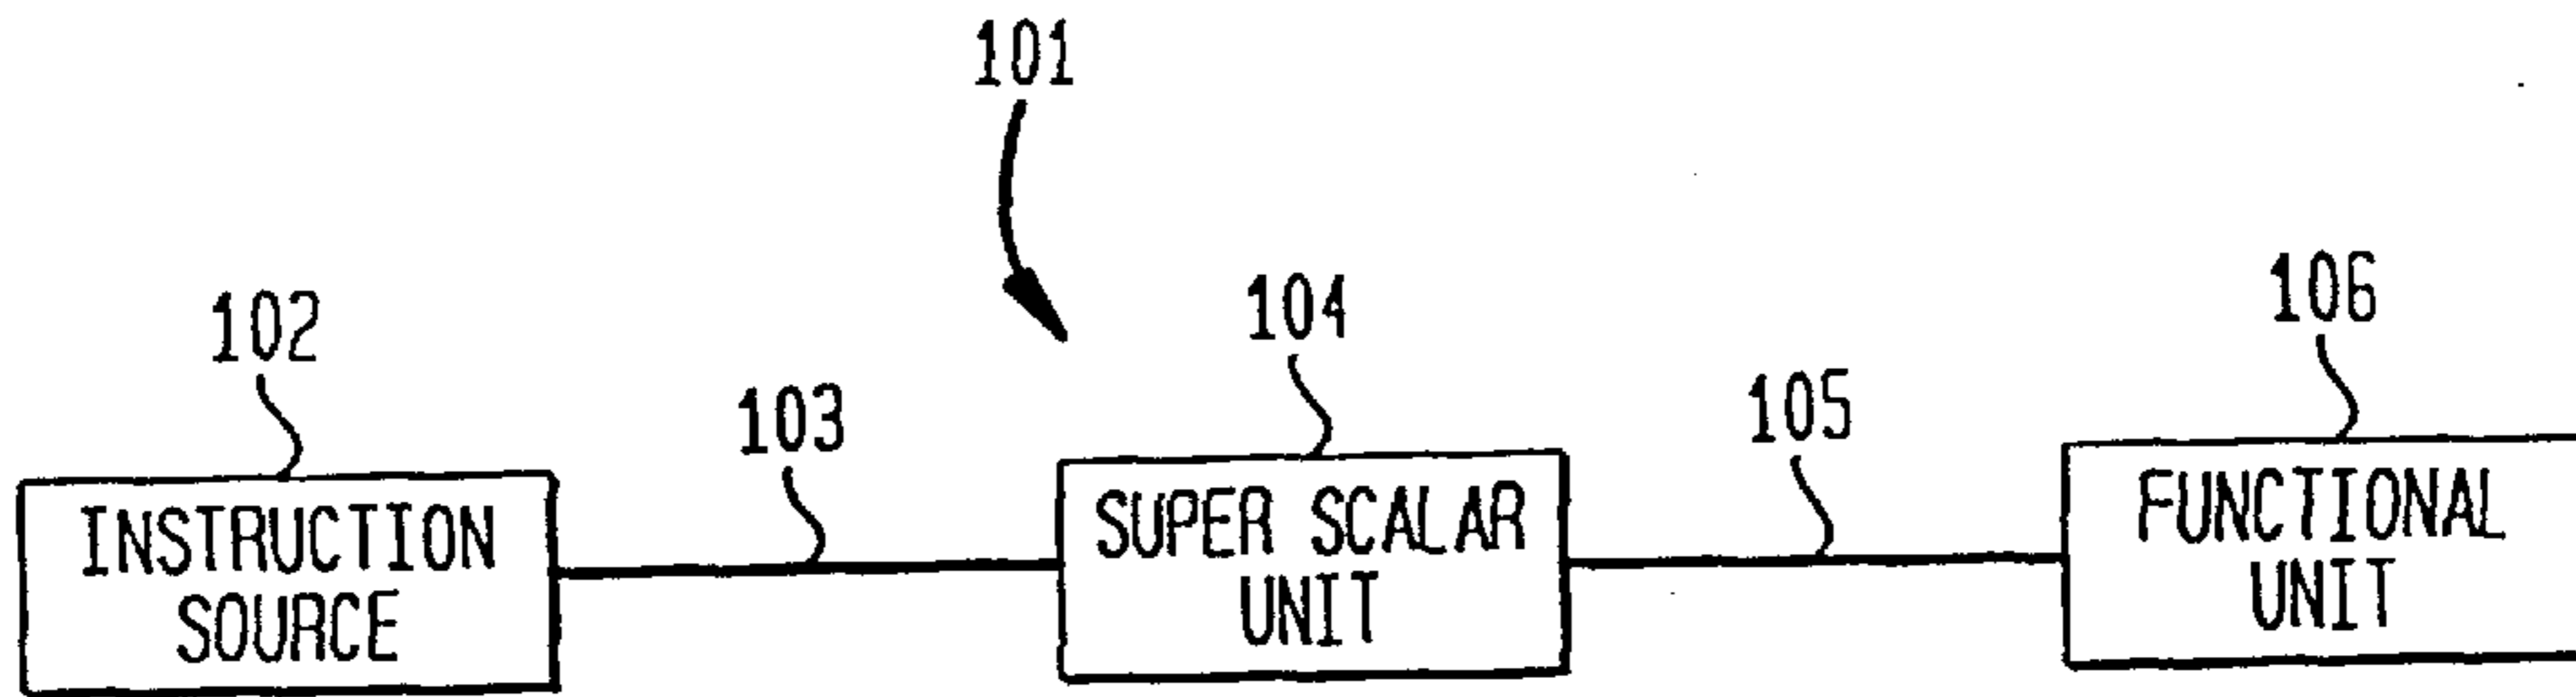 101
102
103
104
105
106
INSTRUCTION
SOURCE
SUPER SCALAR
UNIT
FUNCTIONAL
UNIT